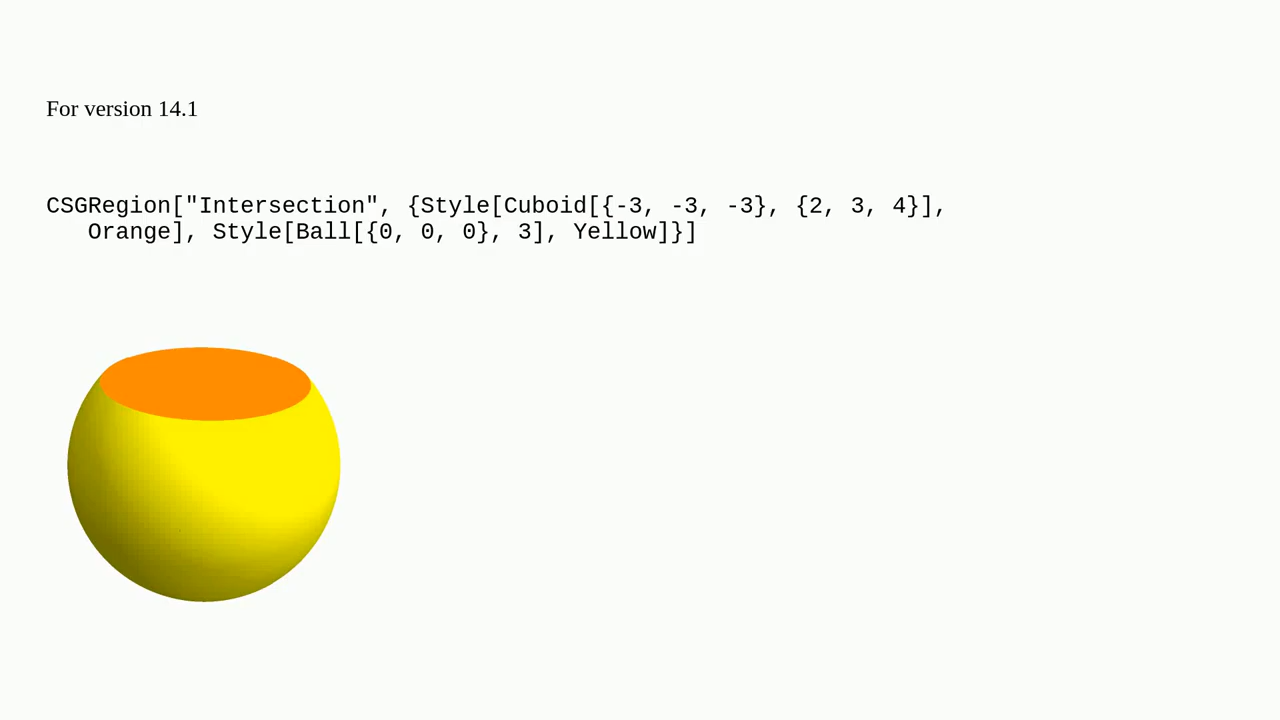 For version 14.1
CSGRegion["Intersection", {Style[Cuboid[{-3, -3, -3}, {2, 3, 4}],
Orange], Style[Ball[{0, 0, 0}, 3], Yellow]}]